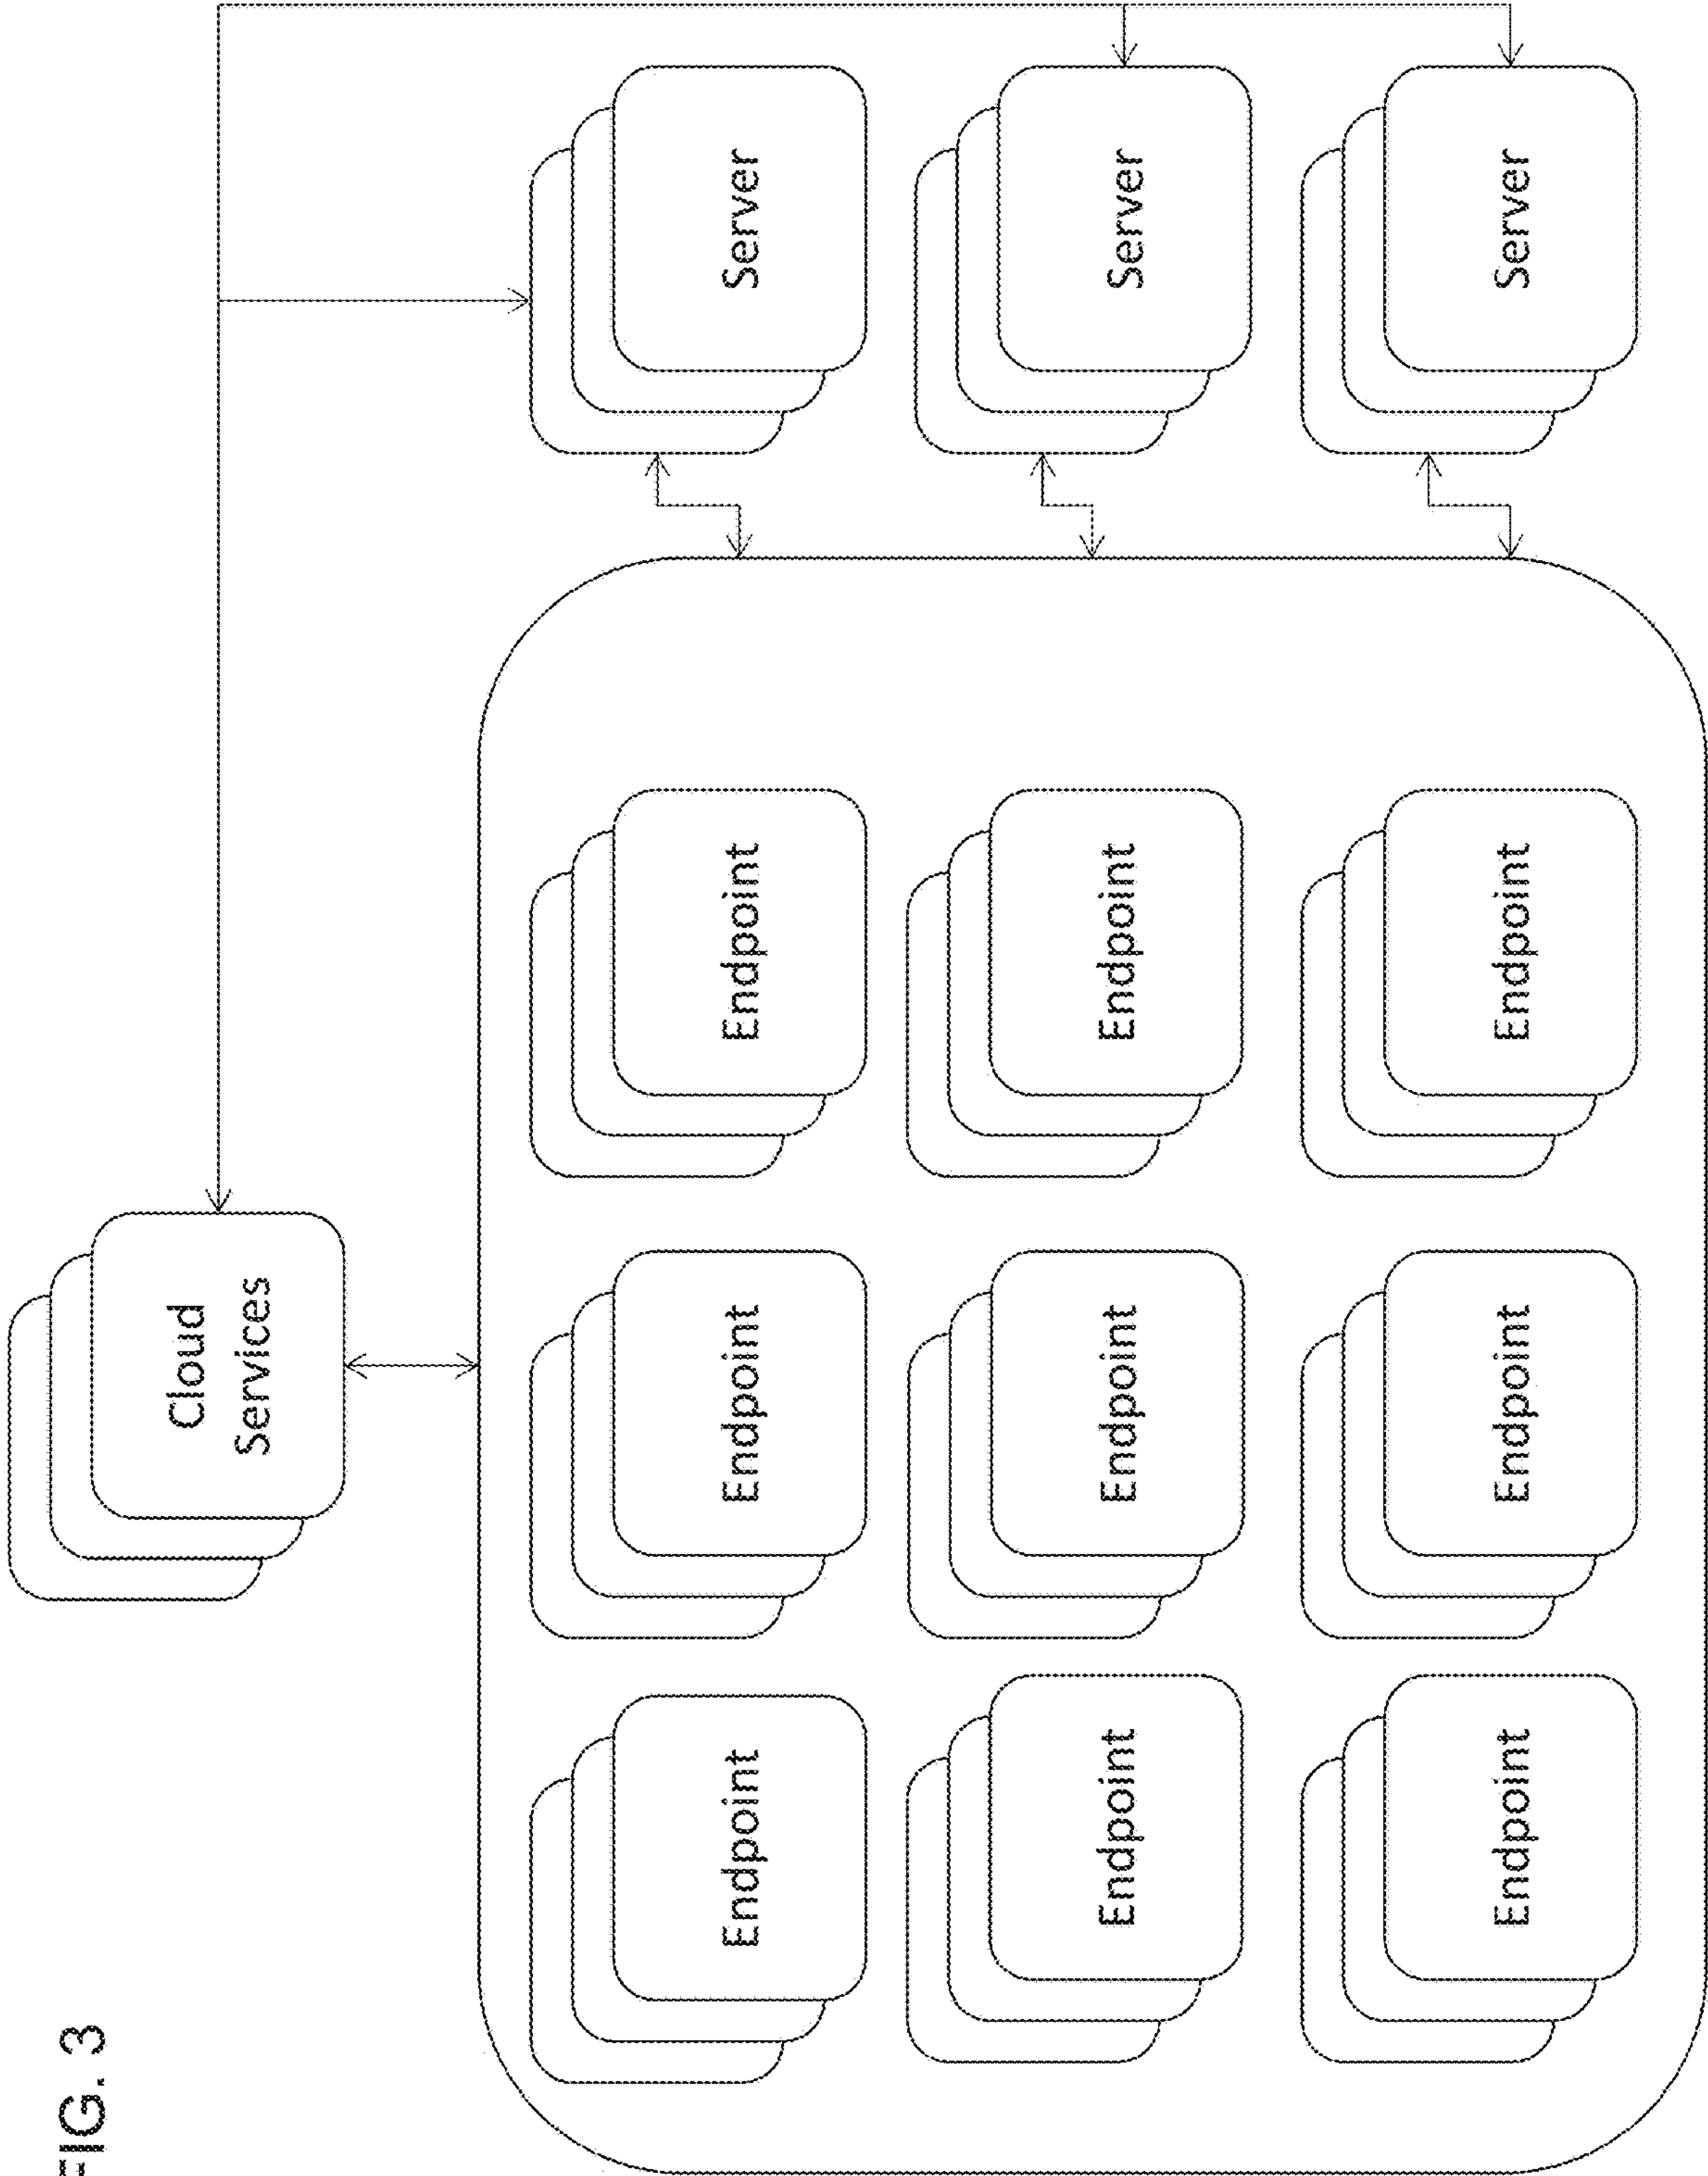 FIG. 3
Cloud
Services
Endpoint
Endpoint
Endpoint
Server
Endpoint
Endpoint
Endpoint
Server
Endpoint
Endpoint
Endpoint
Server